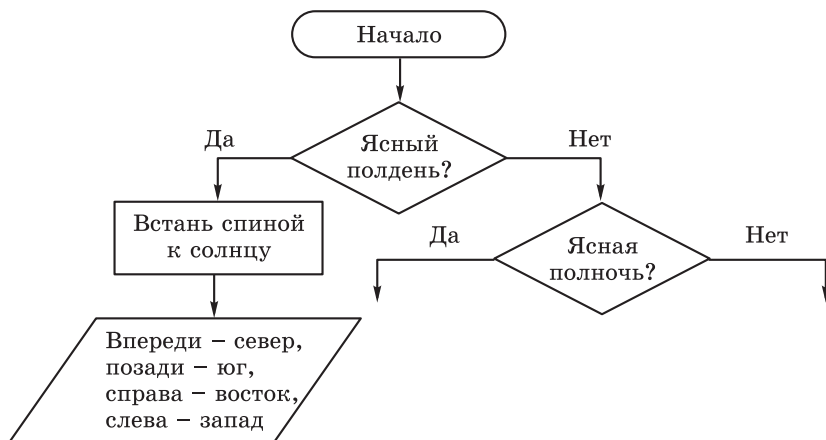 Начало
Ясный
полдень?
Да
Нет
Встань спиной
к солнцу
Ясная
полночь?
Да
Нет
Впереди – север,
позади – юг,
справа – восток,
слева – запад